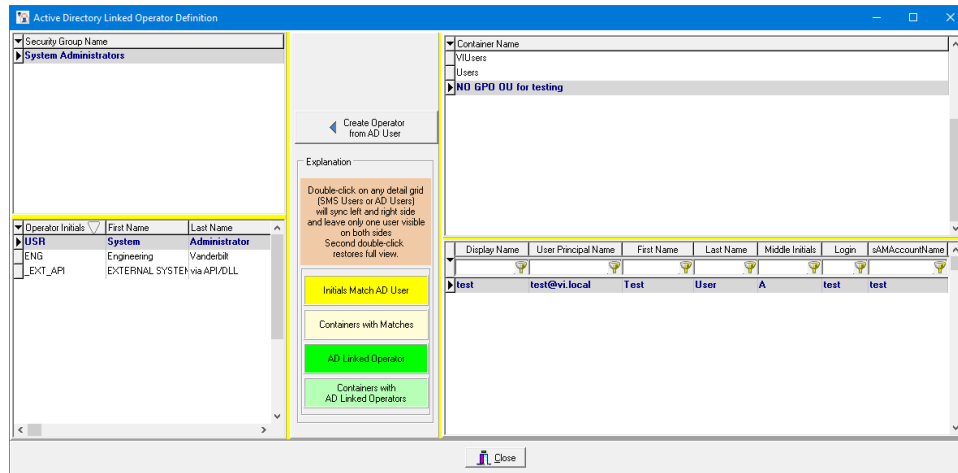 Active Directory Linked Operator Definition
Security Group Name
System Administrators
Operator Initials First Name Last Name
USR System Administrator
ENG Engineering Vanderbilt
_EXT_API EXTERNAL SYSTEM via API/DLL
Create Operator
from AD User
Explanation
Double-click on any detail grid
(SMS Users or AD Users)
will sync left and right side
and leave only one user visible
on both sides
Second double-click
restores full view.
Initials Match AD User
Containers with Matches
AD Linked Operator
Containers with
AD Linked Operators
Container Name
VIUsers
Users
NO GPO OU for testing
Display Name User Principal Name First Name Last Name Middle Initials Login sAMAccountName
test test@vi.local Test User A test test
Close